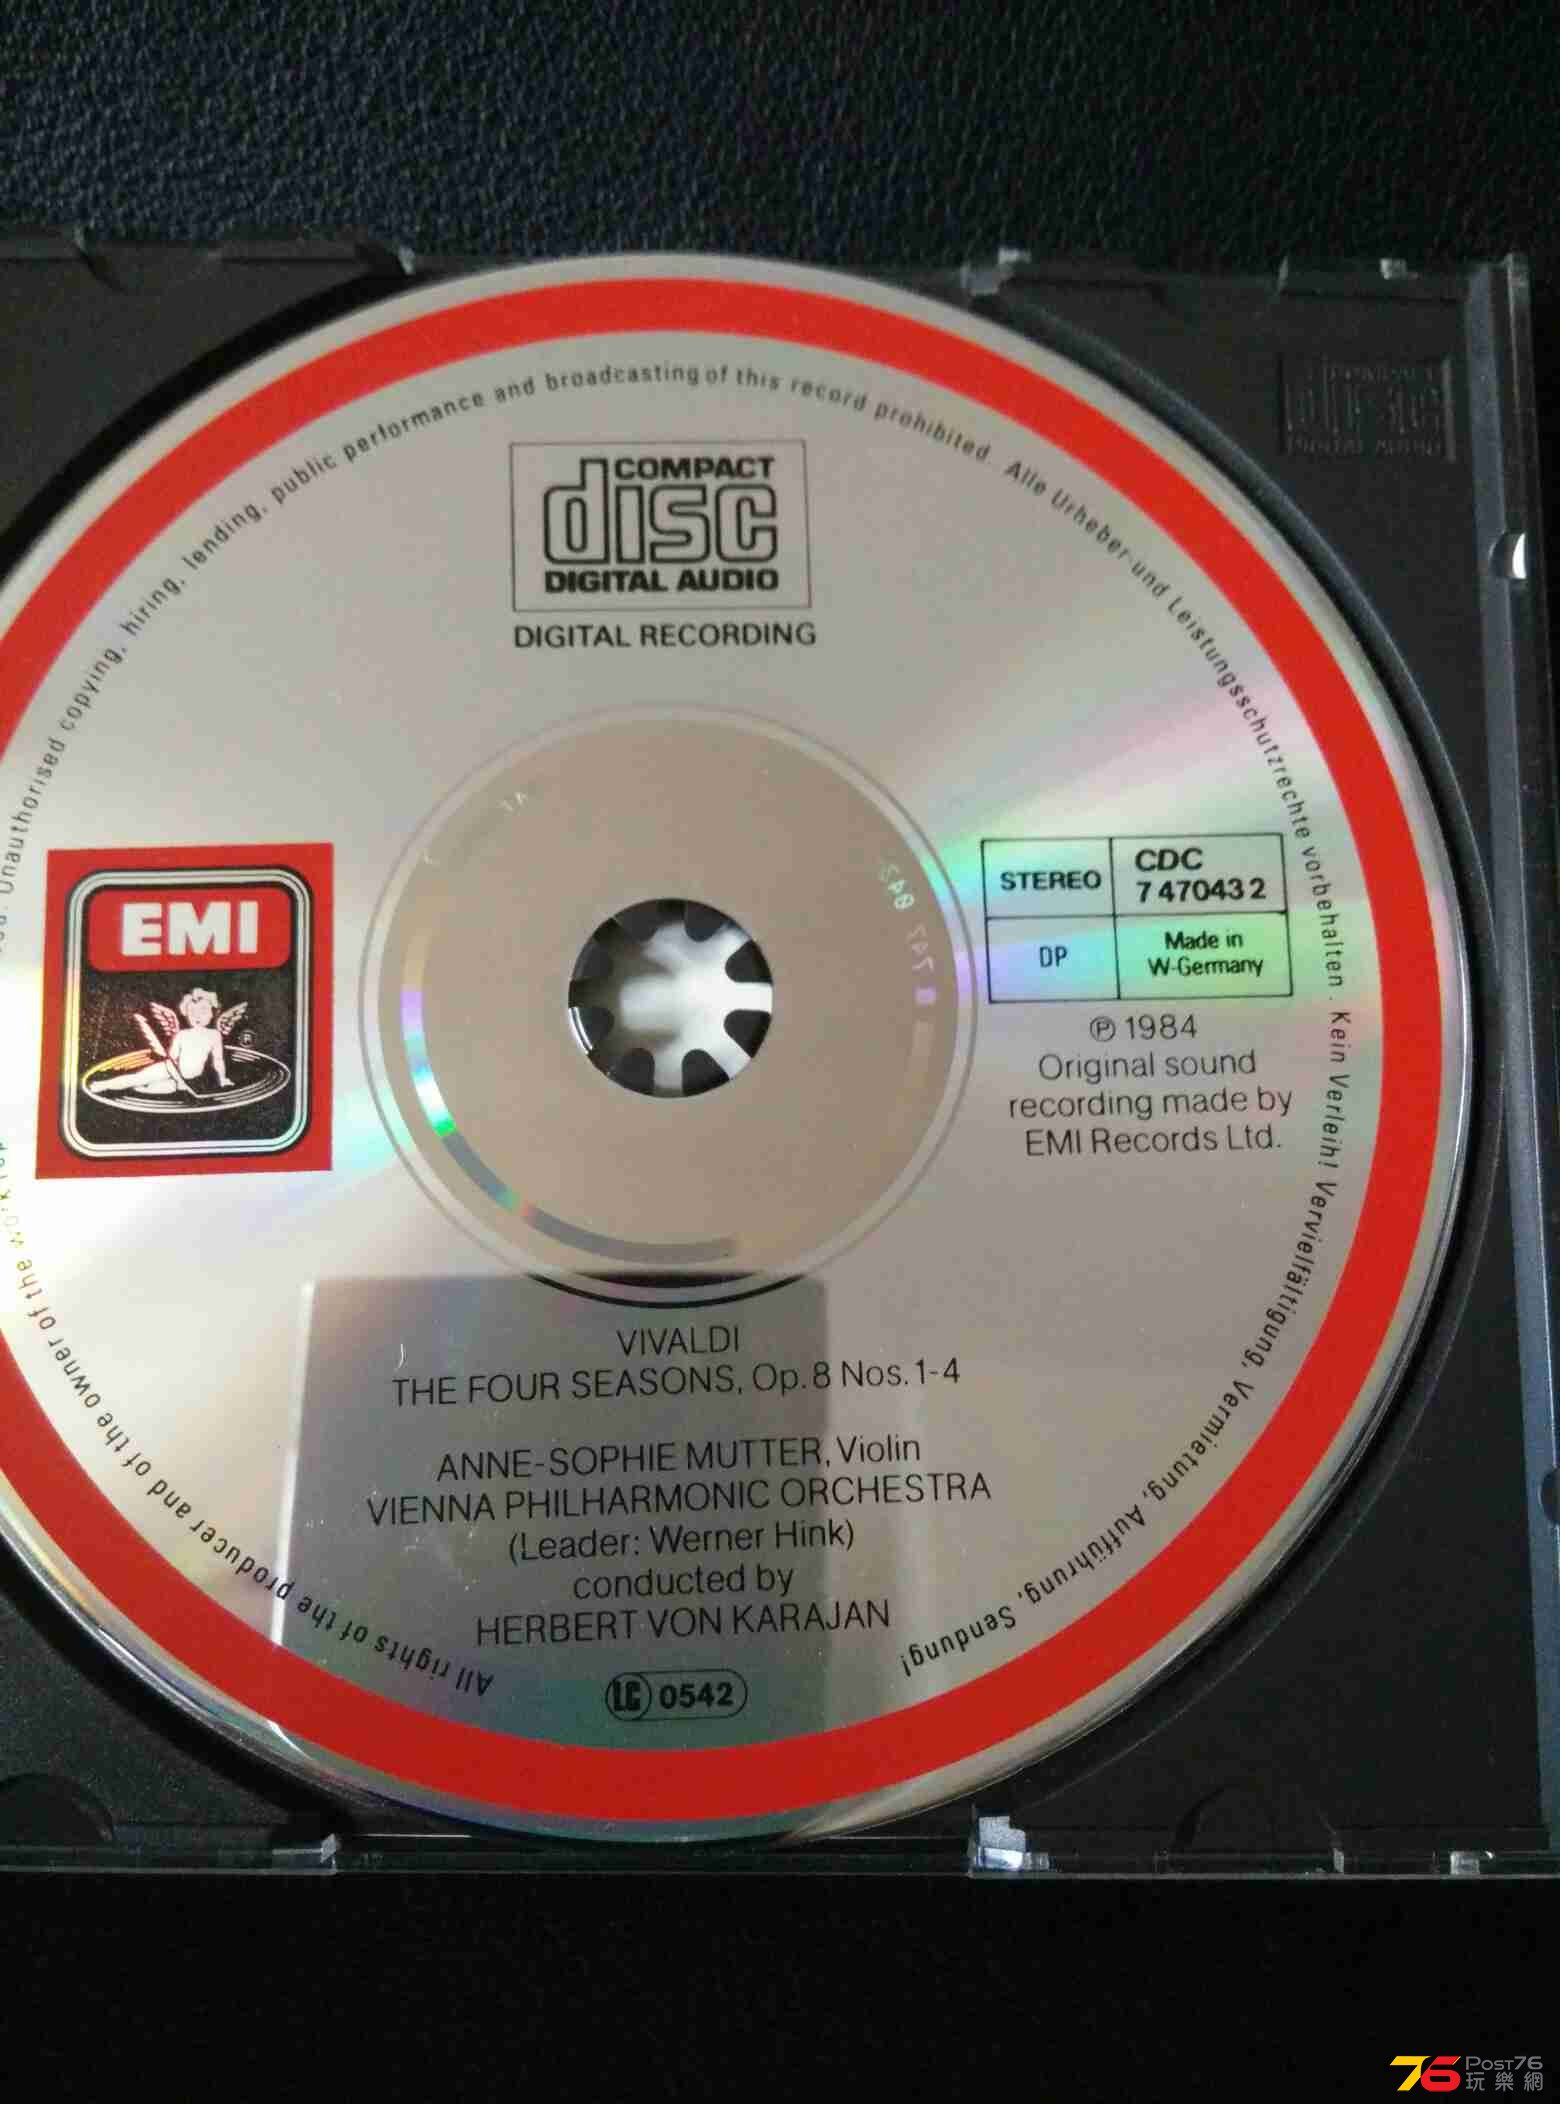 All rights of the producer and of the owner of the work
Unauthorised copying, hiring, lending, public performance and broadcasting of this record prohibited. Alle Urheber-und Leistungsschutzrechte vorbehalten. Kein Verleih! Vervielfältigung, Vermietung, Aufführung, Sendung!
COMPACT
disc
DIGITAL AUDIO
DIGITAL RECORDING
EMI
®
STEREO
CDC
7 47043 2
DP
Made in
W-Germany
℗ 1984
Original sound
recording made by
EMI Records Ltd.
VIVALDI
THE FOUR SEASONS, Op.8 Nos.1-4
ANNE-SOPHIE MUTTER, Violin
VIENNA PHILHARMONIC ORCHESTRA
(Leader: Werner Hink)
conducted by
HERBERT VON KARAJAN
LC 0542
76 POST76
玩樂網